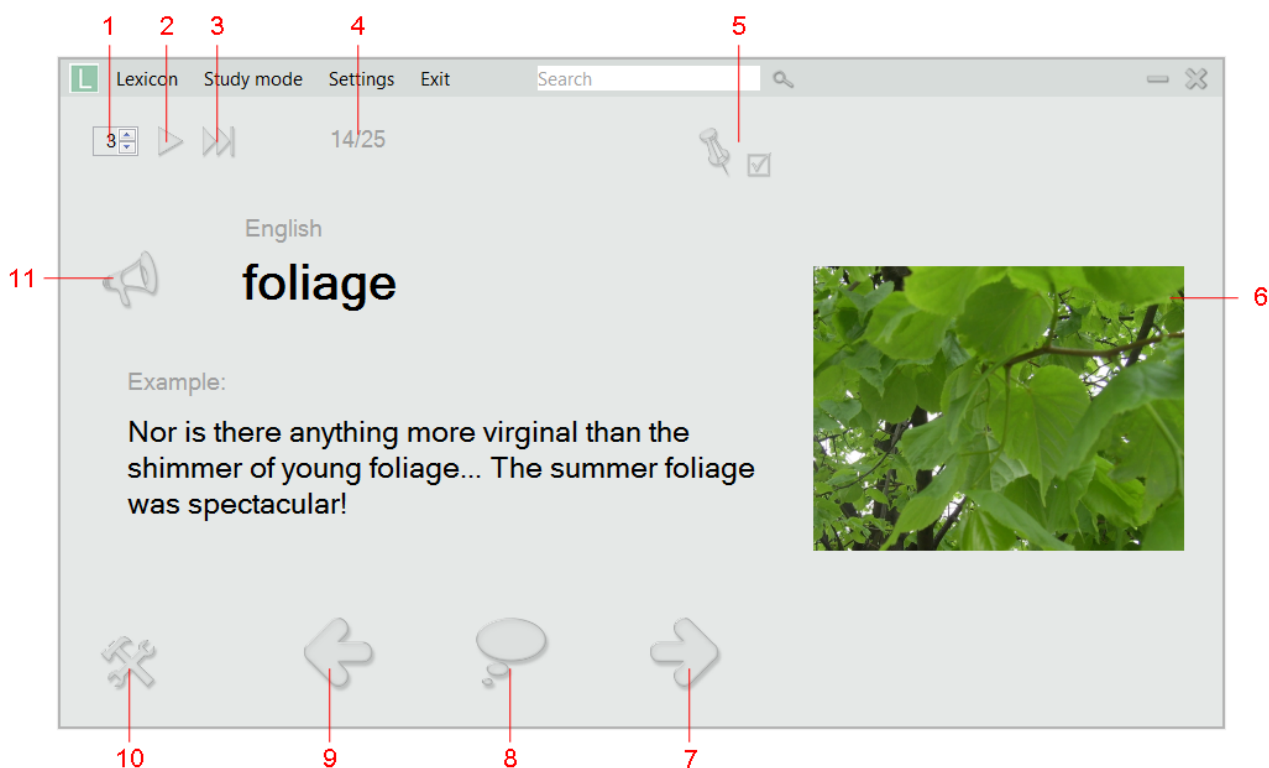 1 2 3 4 5
L Lexicon Study mode Settings Exit Search
3 14/25
English
11
foliage
6
Example:
Nor is there anything more virginal than the
shimmer of young foliage... The summer foliage
was spectacular!
10 9 8 7